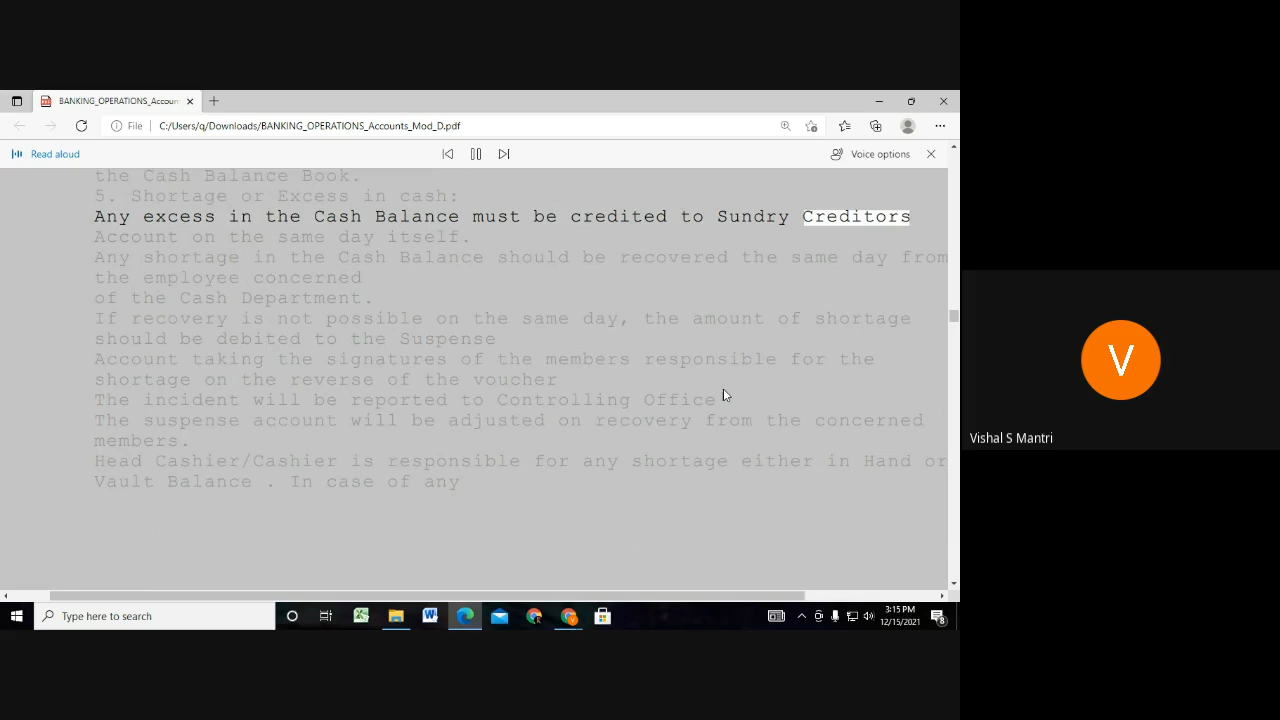 BANKING_OPERATIONS_Accoun
File
C:/Users/q/Downloads/BANKING_OPERATIONS_Accounts_Mod_D.pdf
Read aloud
Voice options
the Cash Balance Book.
5. Shortage or Excess in cash:
Any excess in the Cash Balance must be credited to Sundry Creditors
Account on the same day itself.
Any shortage in the Cash Balance should be recovered the same day from
the employee concerned
of the Cash Department.
If recovery is not possible on the same day, the amount of shortage
should be debited to the Suspense
Account taking the signatures of the members responsible for the
shortage on the reverse of the voucher
The incident will be reported to Controlling Office
The suspense account will be adjusted on recovery from the concerned
members.
Head Cashier/Cashier is responsible for any shortage either in Hand or
Vault Balance . In case of any
Type here to search
3:15 PM
12/15/2021
8
V
Vishal S Mantri